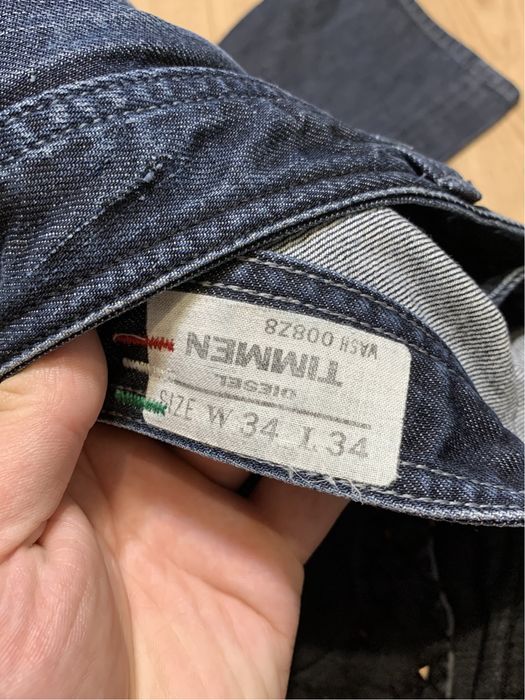 DIESEL
TIMMEN
WASH 008Z8
SIZE W 34 L 34